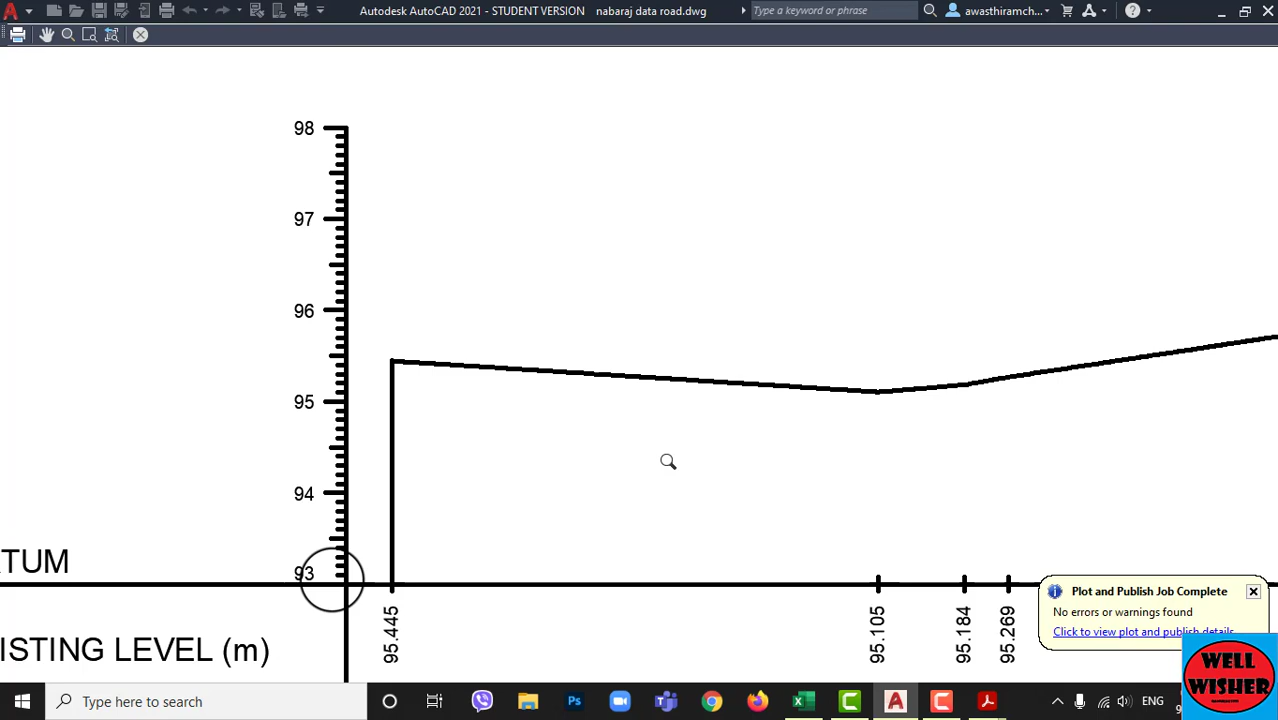 Autodesk AutoCAD 2021 - STUDENT VERSION nabaraj data road.dwg
Type a keyword or phrase
awasthiramch...
98
97
96
95
94
93
TUM
ISTING LEVEL (m)
95.445
95.105
95.184
95.269
Plot and Publish Job Complete
No errors or warnings found
Click to view plot and publish details...
WELL
WISHER
Type here to search
ENG